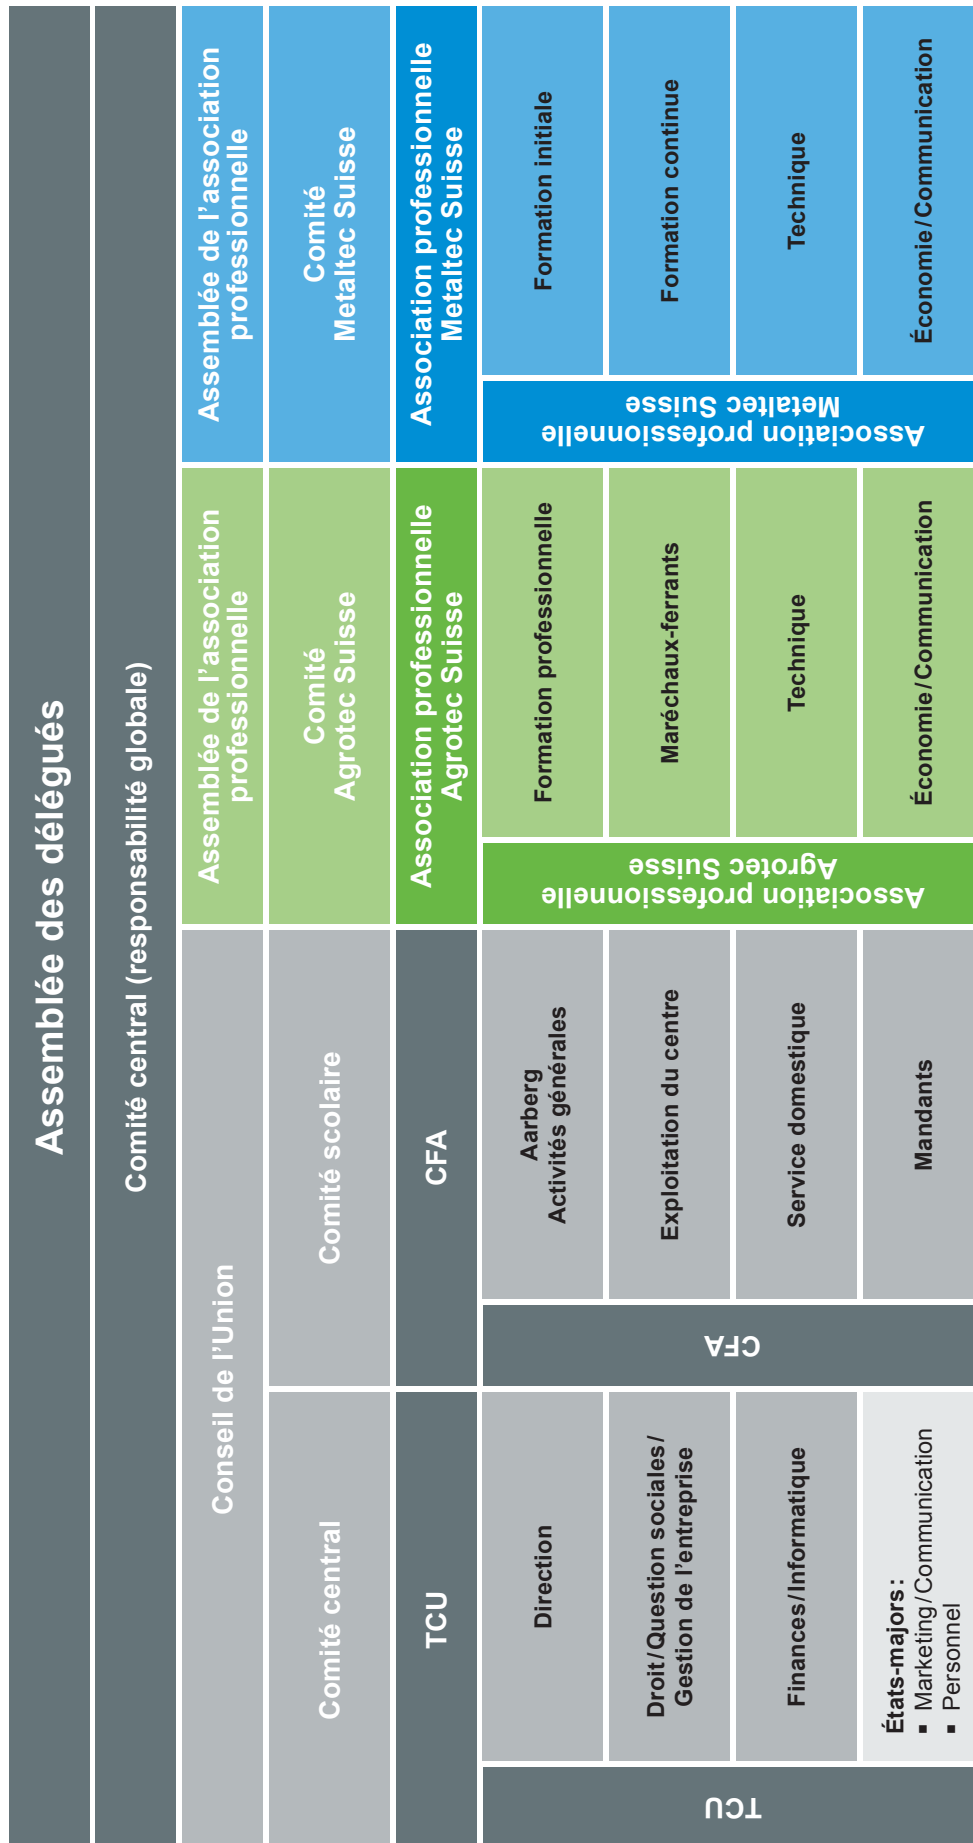 Assemblée des délégués
Comité central (responsabilité globale)
Conseil de l'Union
Assemblée de l'association
professionnelle
Assemblée de l'association
professionnelle
Comité central
Comité scolaire
Comité
Agrotec Suisse
Comité
Metaltec Suisse
TCU
CFA
Association professionnelle
Agrotec Suisse
Association professionnelle
Metaltec Suisse
TCU
Direction
Droit/Question sociales/
Gestion de l'entreprise
Finances/Informatique
États-majors:
▪ Marketing/Communication
▪ Personnel
CFA
Aarberg
Activités générales
Exploitation du centre
Service domestique
Mandants
Association professionnelle
Agrotec Suisse
Formation professionnelle
Maréchaux-ferrants
Technique
Économie/Communication
Association professionnelle
Metaltec Suisse
Formation initiale
Formation continue
Technique
Économie/Communication